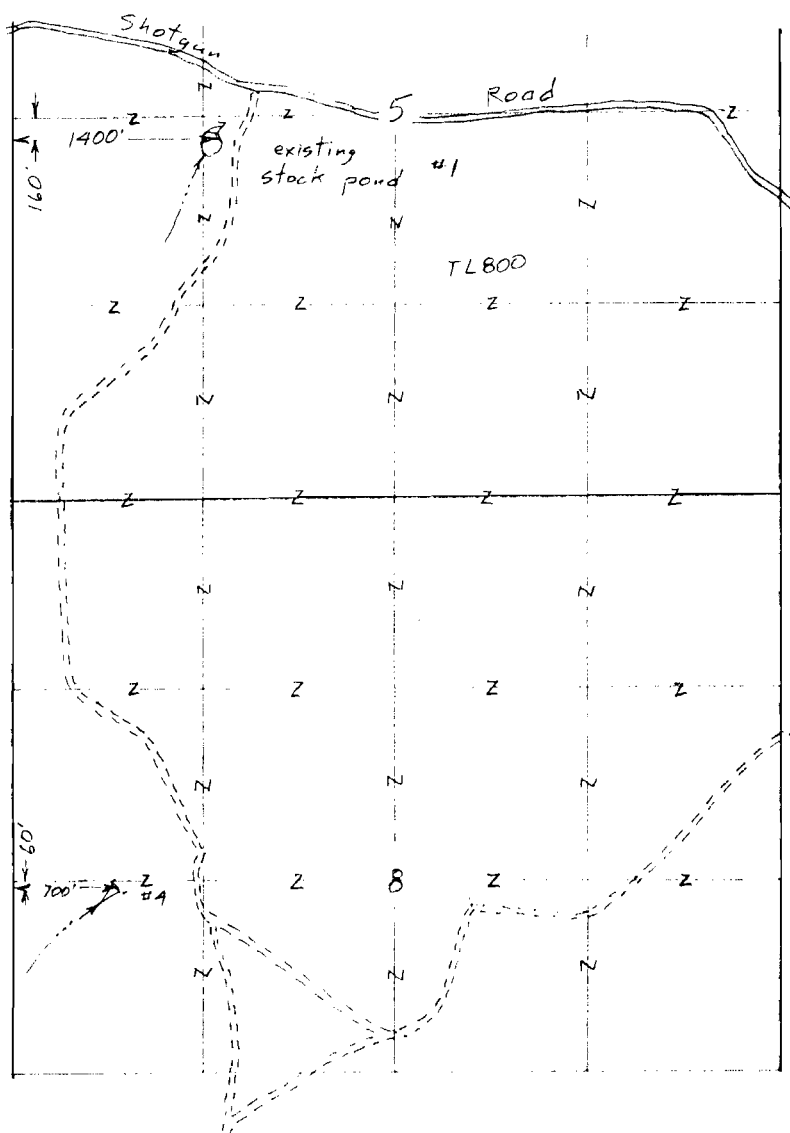 Shotgun
5
Road
Z Z Z Z
1400'
160'
existing
stock pond #1
Z Z Z
TL800
Z Z Z Z
Z Z Z
Z Z Z Z
Z Z Z
Z Z Z Z
Z Z Z
60'
700'
Z Z 8 Z Z
#4
Z Z Z